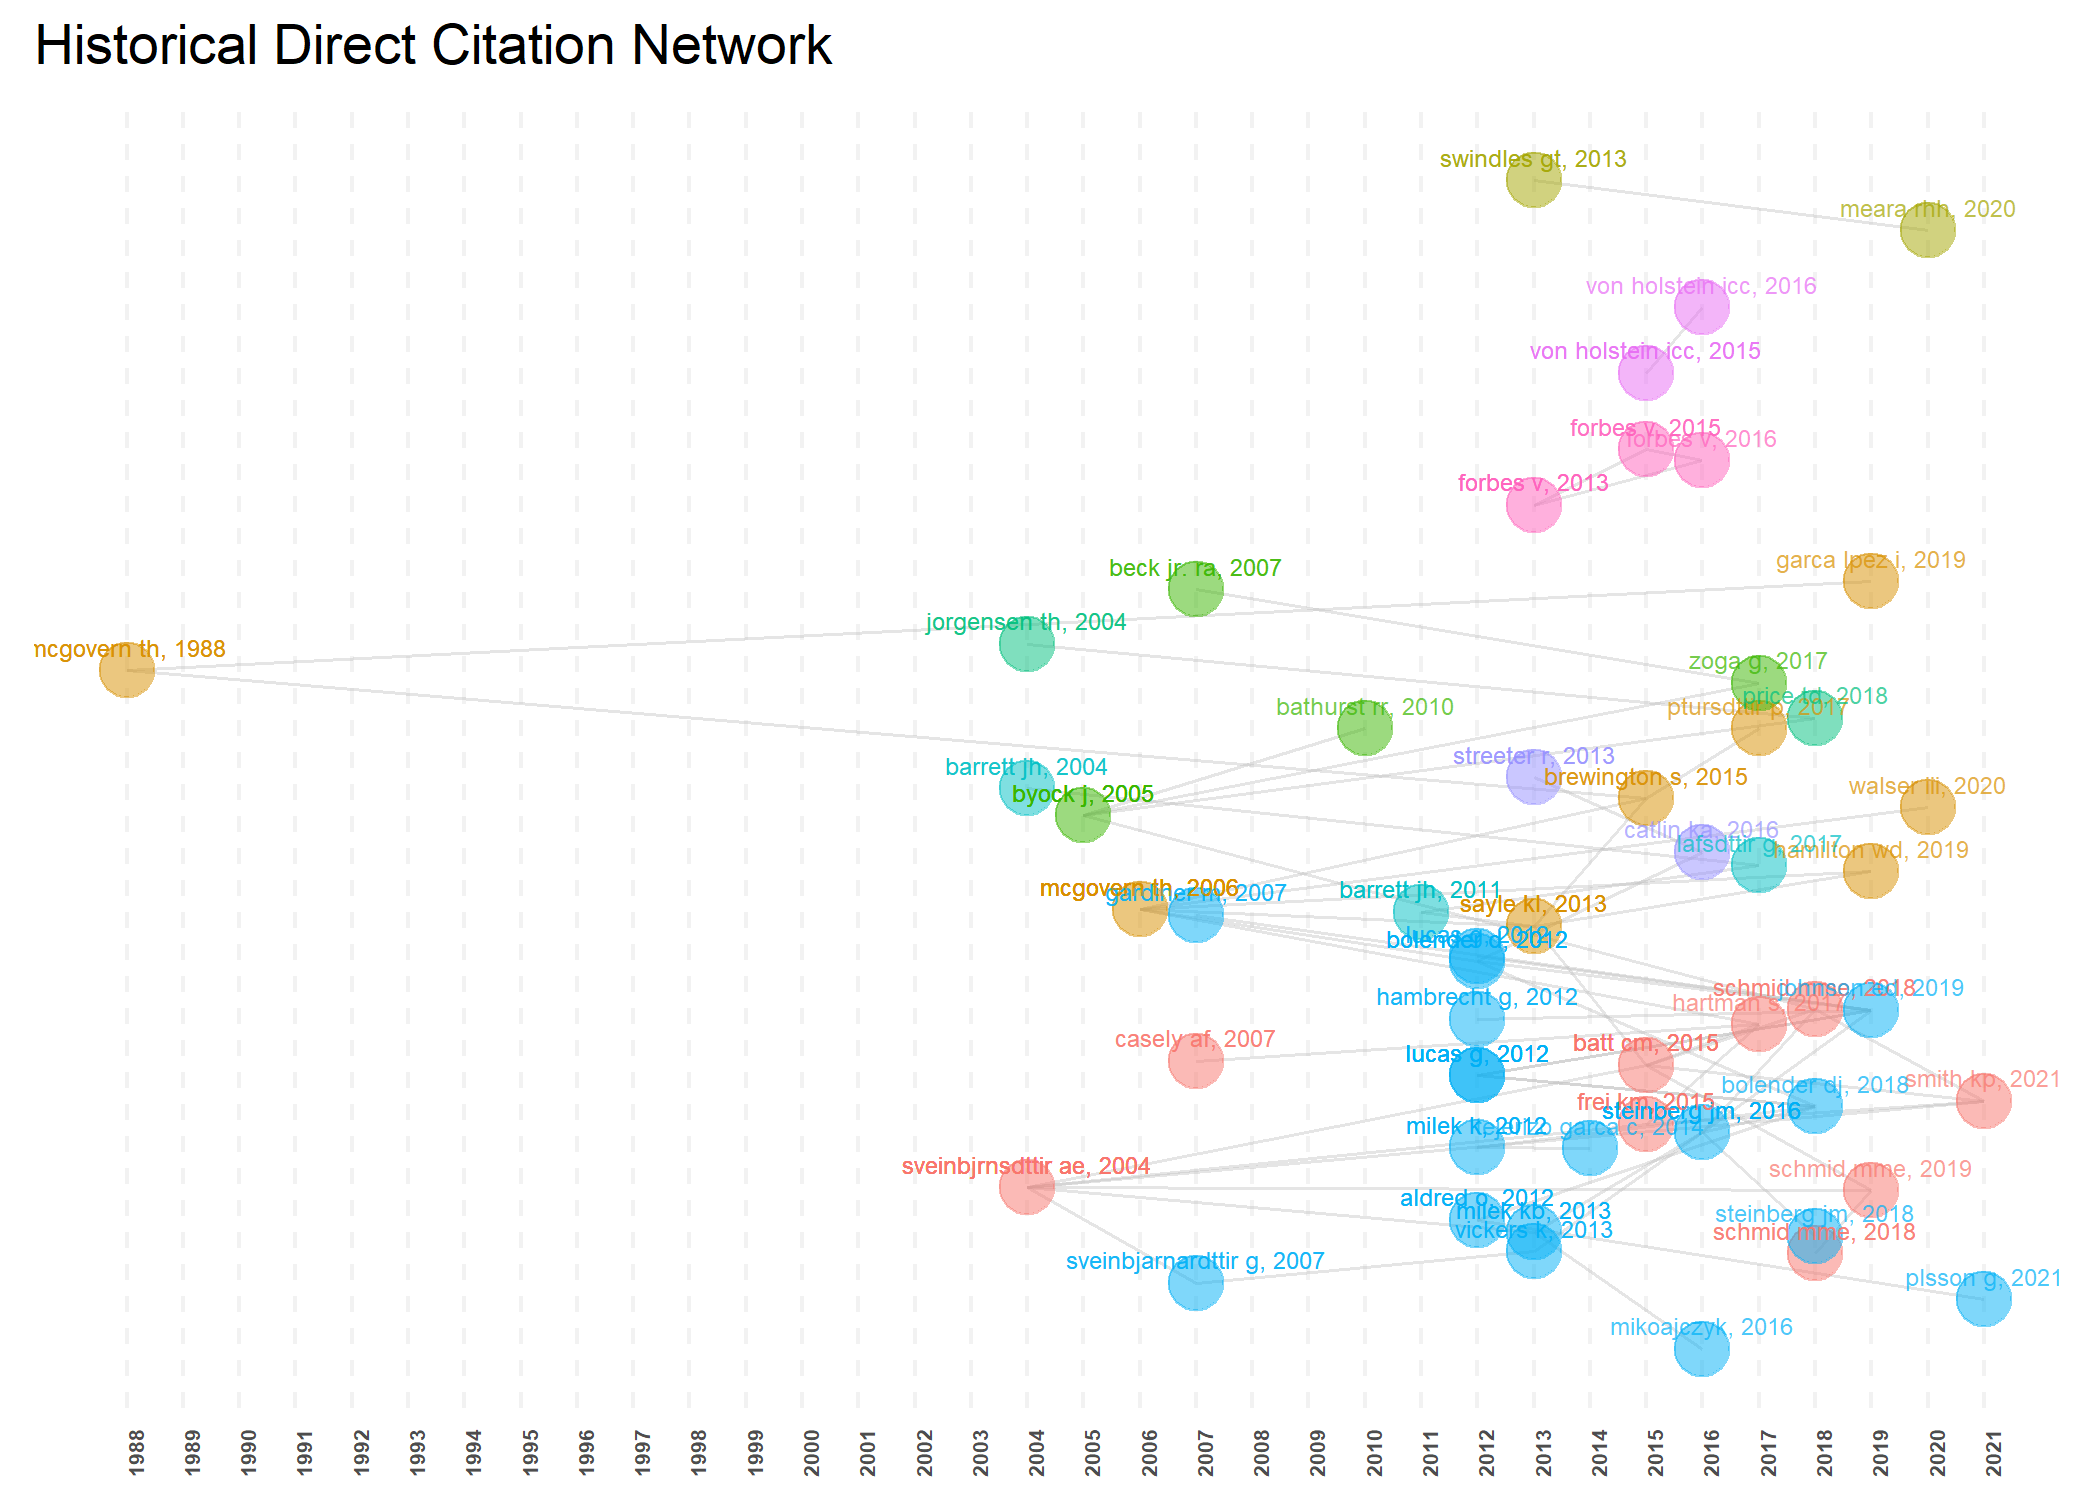 Historical Direct Citation Network
swindles gt, 2013
meara rhh, 2020
von holstein icc, 2016
von holstein icc, 2015
forbes v, 2015
forbes v, 2016
forbes v, 2013
garca lpez i, 2019
beck jr. ra, 2007
jorgensen th, 2004
mcgovern th, 1988
zoga g, 2017
price td, 2018
ptursdttir p, 2017
bathurst rr, 2010
streeter r, 2013
barrett jh, 2004
brewington s, 2015
walser iii, 2020
byock j, 2005
catlin ka, 2016
lafsdttir g, 2017
hamilton wd, 2019
mcgovern th, 2006
gardiner m, 2007
barrett jh, 2011
sayle kl, 2013
lucas g, 2012
bolender d, 2012
schmid mme, 2018
johnson ed, 2019
hambrecht g, 2012
hartman s, 2017
casely af, 2007
batt cm, 2015
lucas g, 2012
smith kp, 2021
bolender dj, 2018
frei km, 2015
steinberg jm, 2016
milek k, 2012
tejerizo garca c, 2014
sveinbjrnsdttir ae, 2004
schmid mme, 2019
aldred o, 2012
milek kb, 2013
steinberg jm, 2018
vickers k, 2013
schmid mme, 2018
sveinbjarnardttir g, 2007
plsson g, 2021
mikoajczyk, 2016
1988 1989 1990 1991 1992 1993 1994 1995 1996 1997 1998 1999 2000 2001 2002 2003 2004 2005 2006 2007 2008 2009 2010 2011 2012 2013 2014 2015 2016 2017 2018 2019 2020 2021